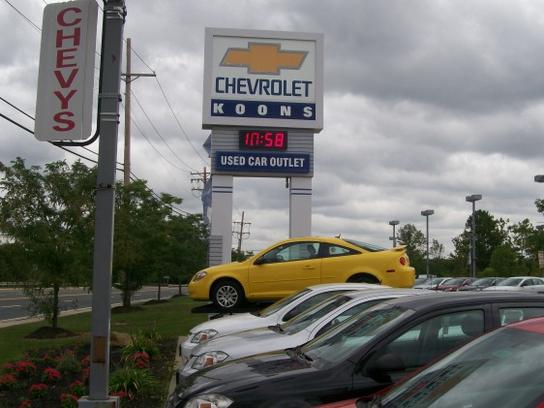 CHEVYS
CHEVROLET
KOONS
10:58
USED CAR OUTLET